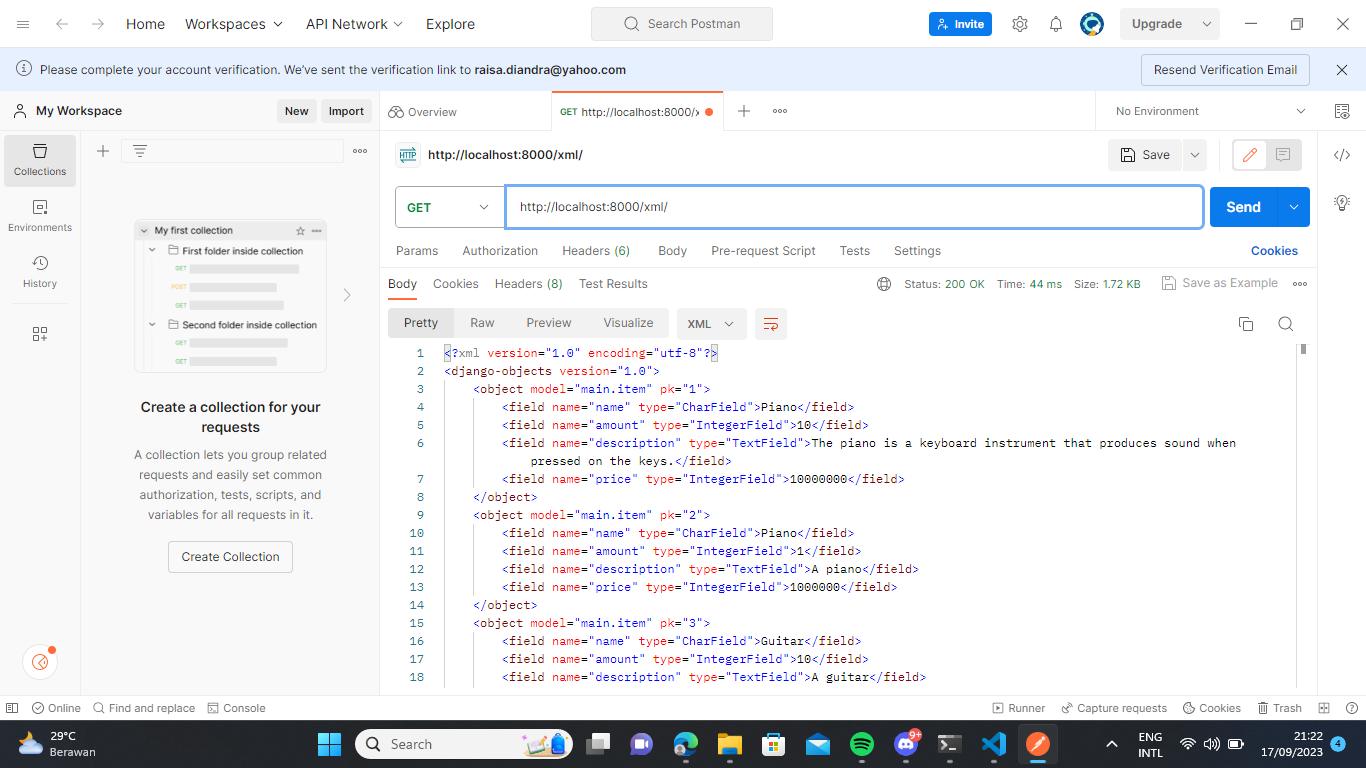 Home Workspaces API Network Explore Search Postman Invite Upgrade
Please complete your account verification. We've sent the verification link to raisa.diandra@yahoo.com Resend Verification Email
My Workspace New Import Overview GET http://localhost:8000/x No Environment
Collections
Environments
History
My first collection
First folder inside collection
GET
POST
GET
Second folder inside collection
GET
GET
Create a collection for your
requests
A collection lets you group related
requests and easily set common
authorization, tests, scripts, and
variables for all requests in it.
Create Collection
HTTP http://localhost:8000/xml/ Save
GET http://localhost:8000/xml/ Send
Params Authorization Headers (6) Body Pre-request Script Tests Settings Cookies
Body Cookies Headers (8) Test Results Status: 200 OK Time: 44 ms Size: 1.72 KB Save as Example
Pretty Raw Preview Visualize XML
1 <?xml version="1.0" encoding="utf-8"?>
2 <django-objects version="1.0">
3 <object model="main.item" pk="1">
4 <field name="name" type="CharField">Piano</field>
5 <field name="amount" type="IntegerField">10</field>
6 <field name="description" type="TextField">The piano is a keyboard instrument that produces sound when
pressed on the keys.</field>
7 <field name="price" type="IntegerField">10000000</field>
8 </object>
9 <object model="main.item" pk="2">
10 <field name="name" type="CharField">Piano</field>
11 <field name="amount" type="IntegerField">1</field>
12 <field name="description" type="TextField">A piano</field>
13 <field name="price" type="IntegerField">1000000</field>
14 </object>
15 <object model="main.item" pk="3">
16 <field name="name" type="CharField">Guitar</field>
17 <field name="amount" type="IntegerField">10</field>
18 <field name="description" type="TextField">A guitar</field>
Online Find and replace Console Runner Capture requests Cookies Trash
29°C
Berawan
Search
9+
ENG
INTL
21:22
17/09/2023
4